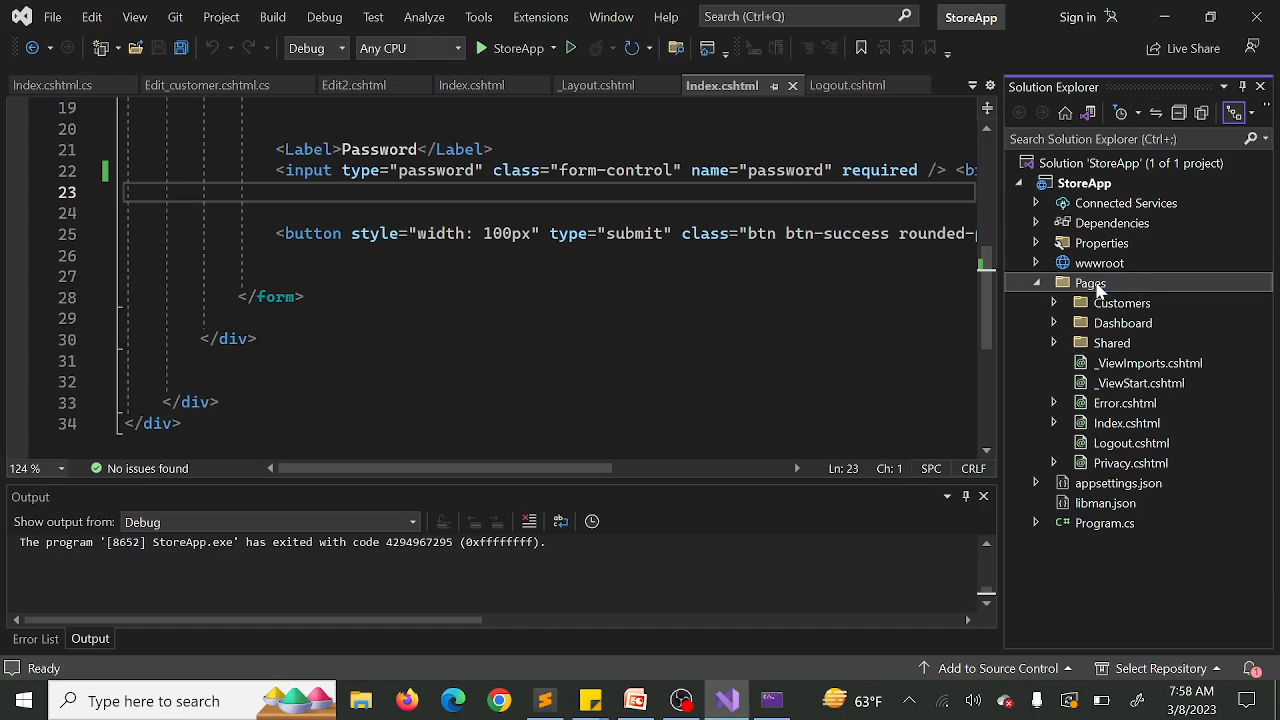 File Edit View Git Project Build Debug Test Analyze Tools Extensions Window Help Search (Ctrl+Q) StoreApp Sign in
Debug Any CPU StoreApp Live Share
Index.cshtml.cs Edit_customer.cshtml.cs Edit2.cshtml Index.cshtml _Layout.cshtml Index.cshtml Logout.cshtml
19
20
21 <Label>Password</Label>
22 <input type="password" class="form-control" name="password" required />
23
24
25 <button style="width: 100px" type="submit" class="btn btn-success
26
27
28 </form>
29
30 </div>
31
32
33 </div>
34 </div>
124 % No issues found Ln: 23 Ch: 1 SPC CRLF
Output
Show output from: Debug
The program '[8652] StoreApp.exe' has exited with code 4294967295 (0xffffffff).
Error List Output
Solution Explorer
Search Solution Explorer (Ctrl+;)
Solution 'StoreApp' (1 of 1 project)
StoreApp
Connected Services
Dependencies
Properties
wwwroot
Pages
Customers
Dashboard
Shared
_ViewImports.cshtml
_ViewStart.cshtml
Error.cshtml
Index.cshtml
Logout.cshtml
Privacy.cshtml
appsettings.json
libman.json
Program.cs
Ready Add to Source Control Select Repository 1
Type here to search 63°F 7:58 AM
3/8/2023